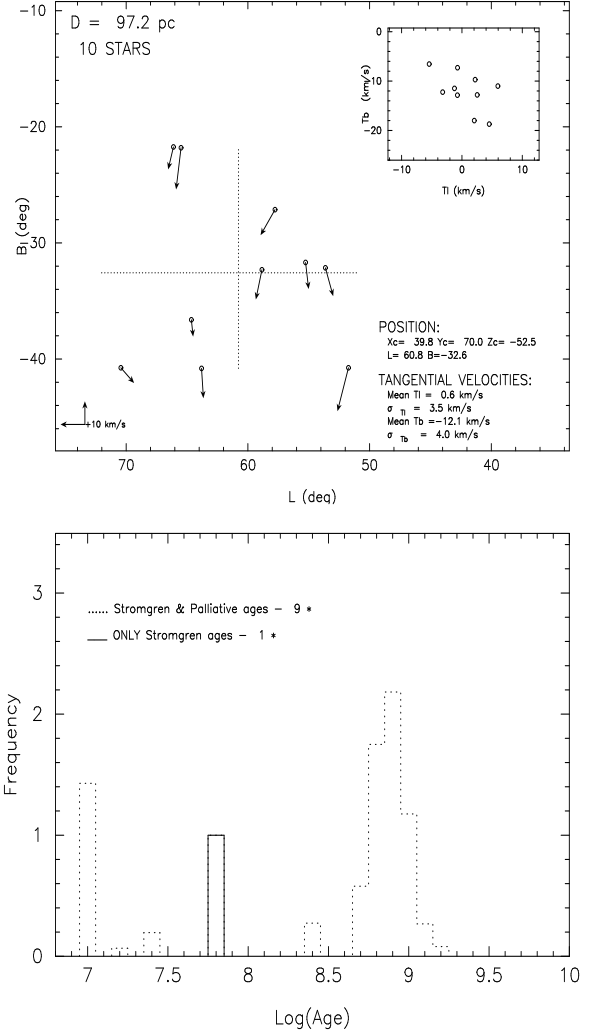 D = 97.2 pc
10 STARS
-10
-20
-30
-40
B (deg)
70
60
50
40
L (deg)
0
-10
-20
Tb (km/s)
-10
0
10
Tl (km/s)
POSITION:
Xc= 39.8 Yc= 70.0 Zc= -52.5
L= 60.8 B=-32.6
TANGENTIAL VELOCITIES:
Mean Tl = 0.6 km/s
σ Tl = 3.5 km/s
Mean Tb =-12.1 km/s
σ Tb = 4.0 km/s
+10 km/s
...... Stromgren & Palliative ages - 9 *
___ ONLY Stromgren ages - 1 *
3
2
1
0
Frequency
7
7.5
8
8.5
9
9.5
10
Log(Age)